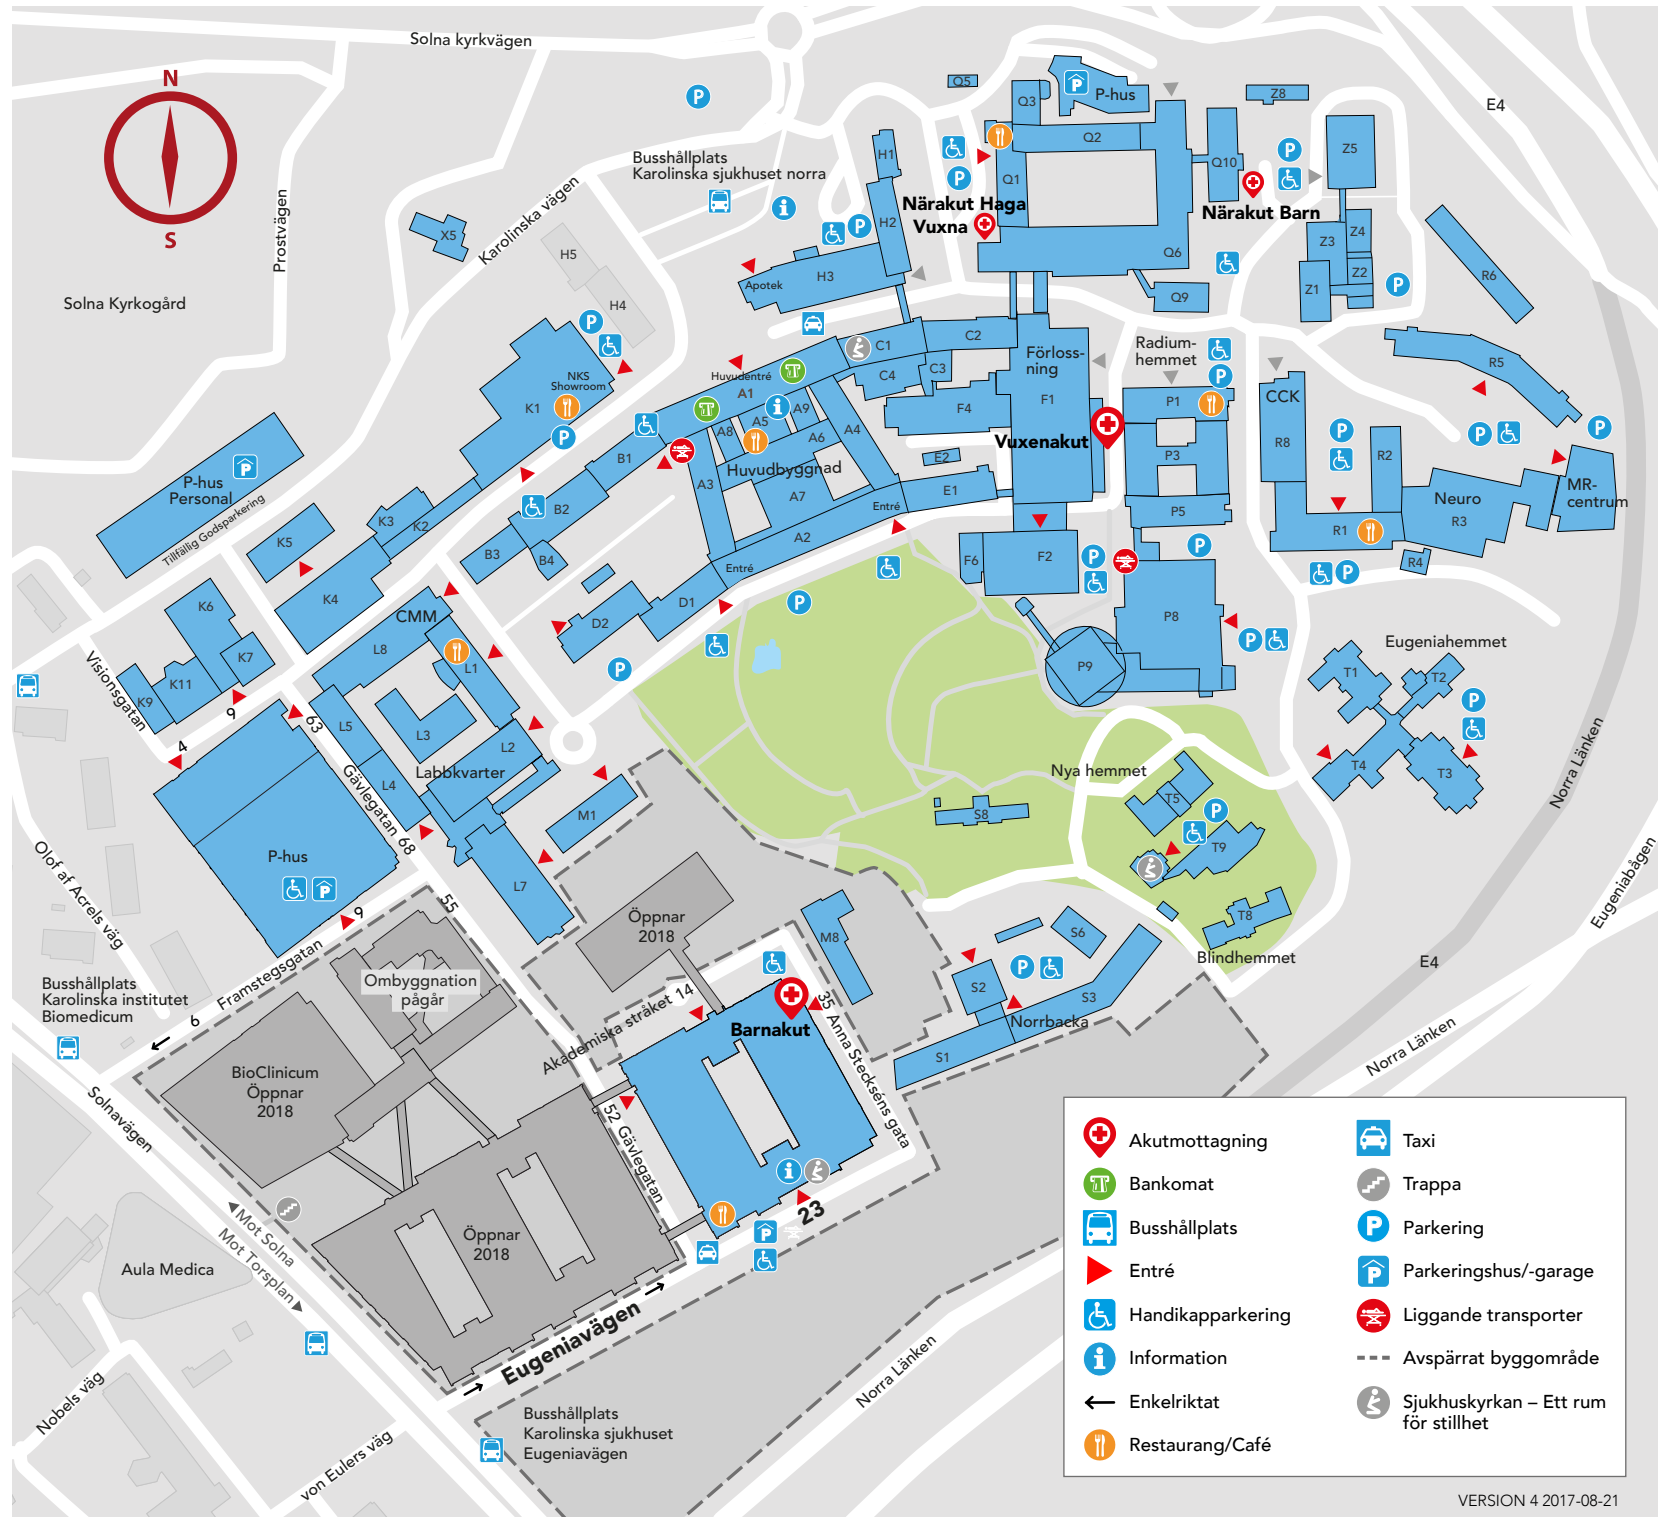 Solna kyrkvägen
N
S
Prostvägen
Karolinska vägen
Solna Kyrkogård
Busshållplats
Karolinska sjukhuset norra
E4
Q5
Q3
P-hus
Q2
Q1
Q10
Q6
Q9
Z8
Z5
Z4
Z3
Z2
Z1
Närakut Haga
Vuxna
Närakut Barn
H1
H2
H3
Apotek
H5
H4
X5
R6
R5
NKS
Showroom
K1
Huvudentré
A1
C1
C2
C3
C4
Förloss-
ning
F1
F4
Radium-
hemmet
P1
P3
P5
CCK
R8
R2
Neuro
R3
MR-
centrum
R1
R4
Vuxenakut
P-hus
Personal
Tillfällig Godsparkering
B1
B2
B3
B4
A8
A5
A9
A6
A4
A3
Huvudbyggnad
A7
A2
Entré
Entré
E2
E1
K3
K2
K5
K4
D1
D2
F6
F2
P8
P9
K6
K7
K11
K9
CMM
L8
L1
L5
L3
L2
L4
Labbkvarter
L7
M1
Visionsgatan
9
4
63
Gävlegatan
68
55
P-hus
9
Framstegsgatan
6
Olof af Acrels väg
Eugeniahemmet
T1
T2
T4
T3
Norra Länken
Nya hemmet
T5
T9
S8
T8
Blindhemmet
Eugeniabågen
E4
Öppnar
2018
M8
S6
S2
S3
S1
Norrbacka
Norra Länken
Busshållplats
Karolinska institutet
Biomedicum
Ombyggnation
pågår
Akademiska stråket 14
Barnakut
35 Anna Steckséns gata
BioClinicum
Öppnar
2018
52 Gävlegatan
Solnavägen
Mot Solna
Mot Torsplan
Aula Medica
Öppnar
2018
23
Eugeniavägen
Norra Länken
Nobels väg
von Eulers väg
Busshållplats
Karolinska sjukhuset
Eugeniavägen
Akutmottagning
Bankomat
Busshållplats
Entré
Handikapparkering
Information
Enkelriktat
Restaurang/Café
Taxi
Trappa
Parkering
Parkeringshus/-garage
Liggande transporter
Avspärrat byggområde
Sjukhuskyrkan – Ett rum
för stillhet
VERSION 4 2017-08-21